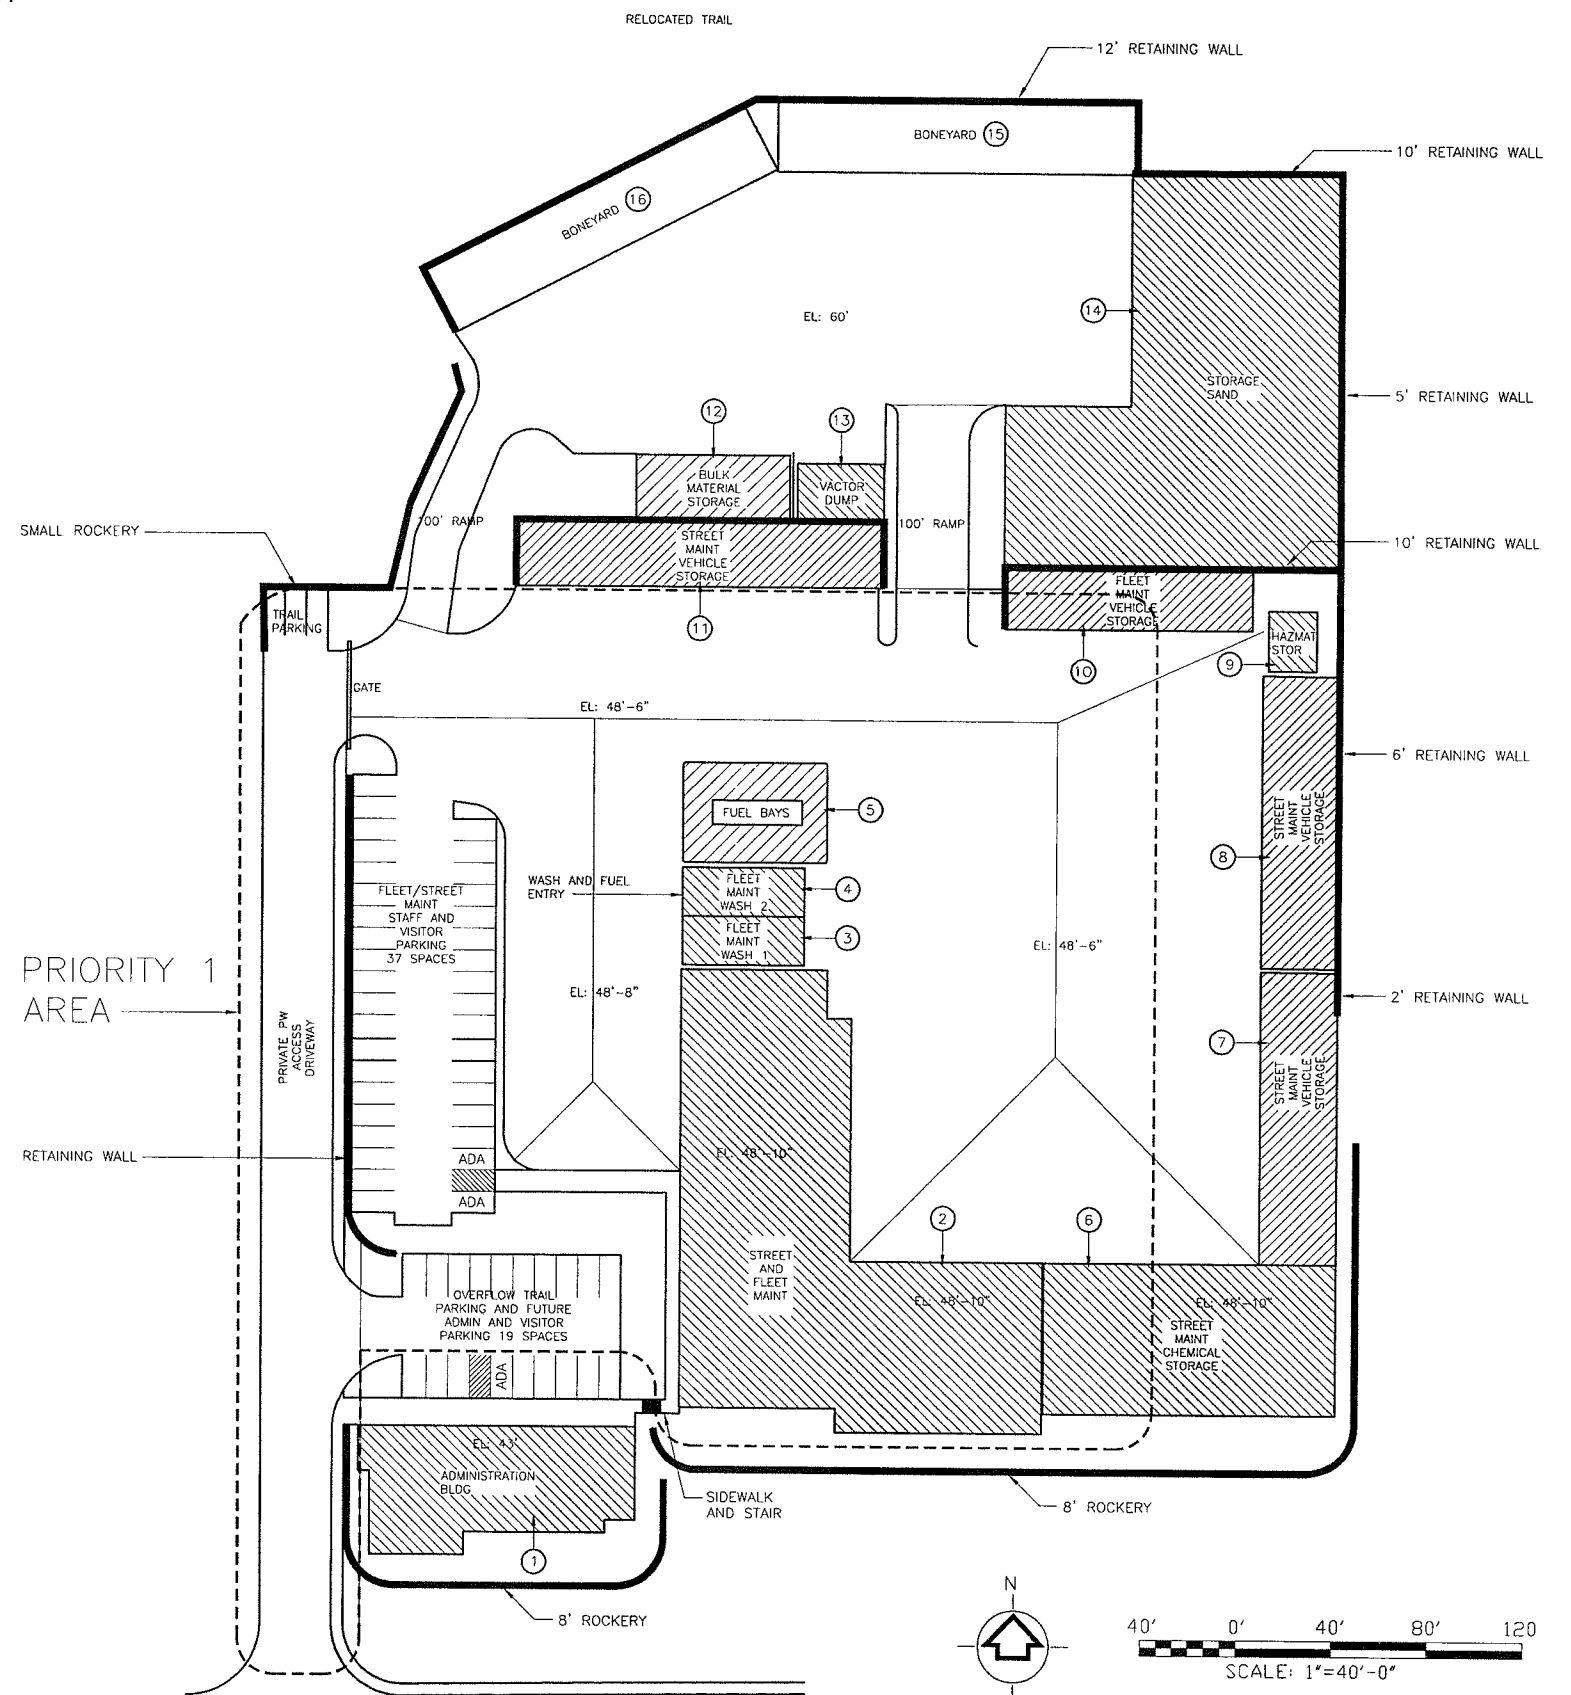 RELOCATED TRAIL
12' RETAINING WALL
BONEYARD 15
10' RETAINING WALL
BONEYARD 16
EL: 60'
14
STORAGE
SAND
5' RETAINING WALL
12
13
BULK
MATERIAL
STORAGE
VACTOR
DUMP
100' RAMP
100' RAMP
SMALL ROCKERY
STREET
MAINT
VEHICLE
STORAGE
10' RETAINING WALL
FLEET
MAINT
VEHICLE
STORAGE
TRAIL
PARKING
11
10
HAZMAT
STOR
9
GATE
EL: 48'-6"
6' RETAINING WALL
FUEL BAYS
5
STREET
MAINT
VEHICLE
STORAGE
8
WASH AND FUEL
ENTRY
FLEET
MAINT
WASH 2
4
FLEET
MAINT
WASH 1
3
FLEET/STREET
MAINT
STAFF AND
VISITOR
PARKING
37 SPACES
EL: 48'-6"
PRIORITY 1
AREA
EL: 48'-8"
2' RETAINING WALL
PRIVATE PW
ACCESS
DRIVEWAY
7
STREET
MAINT
VEHICLE
STORAGE
RETAINING WALL
ADA
ADA
EL: 48'-10"
2
6
STREET
AND
FLEET
MAINT
EL: 48'-10"
EL: 48'-10"
STREET
MAINT
CHEMICAL
STORAGE
OVERFLOW TRAIL
PARKING AND FUTURE
ADMIN AND VISITOR
PARKING 19 SPACES
ADA
EL: 43'
ADMINISTRATION
BLDG
1
SIDEWALK
AND STAIR
8' ROCKERY
8' ROCKERY
N
40' 0' 40' 80' 120
SCALE: 1"=40'-0"